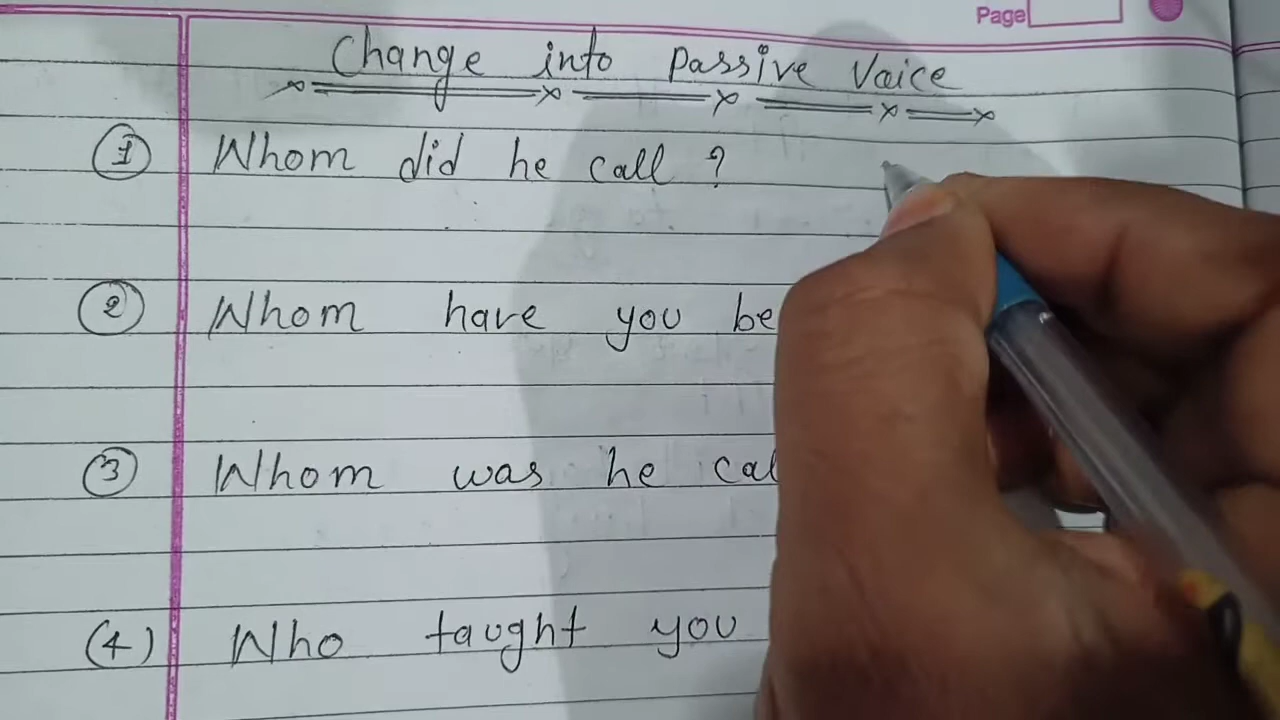 Page
Change into Passive Vaice
1 Whom did he call ?
2 Whom have you be
3 Whom was he cal
(4) Who taught you